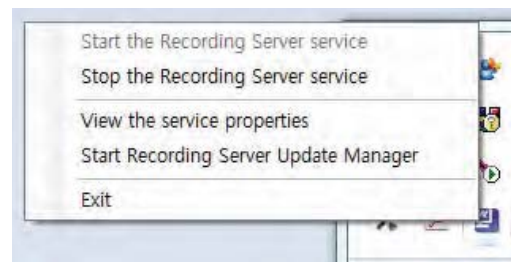 Start the Recording Server service
Stop the Recording Server service
View the service properties
Start Recording Server Update Manager
Exit